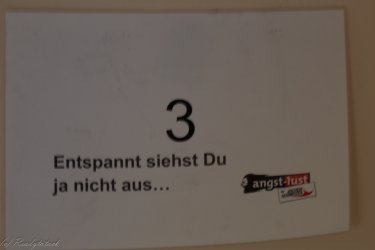 3
Entspannt siehst Du
ja nicht aus...
angst-lust